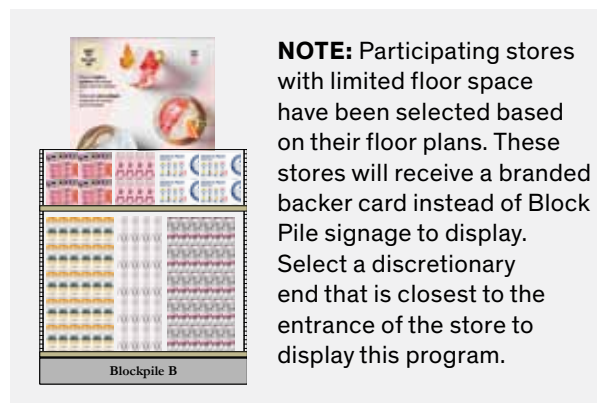 NOTE: Participating stores
with limited floor space
have been selected based
on their floor plans. These
stores will receive a branded
backer card instead of Block
Pile signage to display.
Select a discretionary
end that is closest to the
entrance of the store to
display this program.
Blockpile B